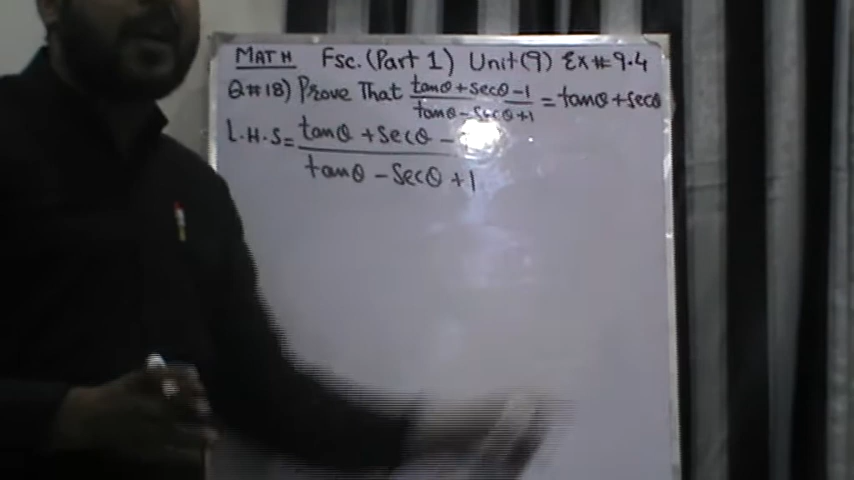 MATH Fsc. (Part 1) Unit(9) Ex#9.4
Q#18) Prove That tanθ+secθ-1 / tanθ-secθ+1 = tanθ+secθ
L.H.S= tanθ +secθ -
tanθ -secθ +1